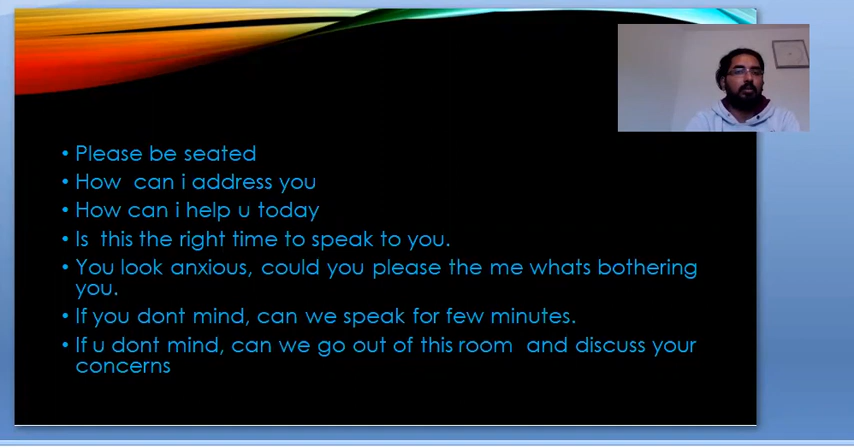 • Please be seated
• How can i address you
• How can i help u today
• Is this the right time to speak to you.
• You look anxious, could you please the me whats bothering
you.
• If you dont mind, can we speak for few minutes.
• If u dont mind, can we go out of this room and discuss your
concerns